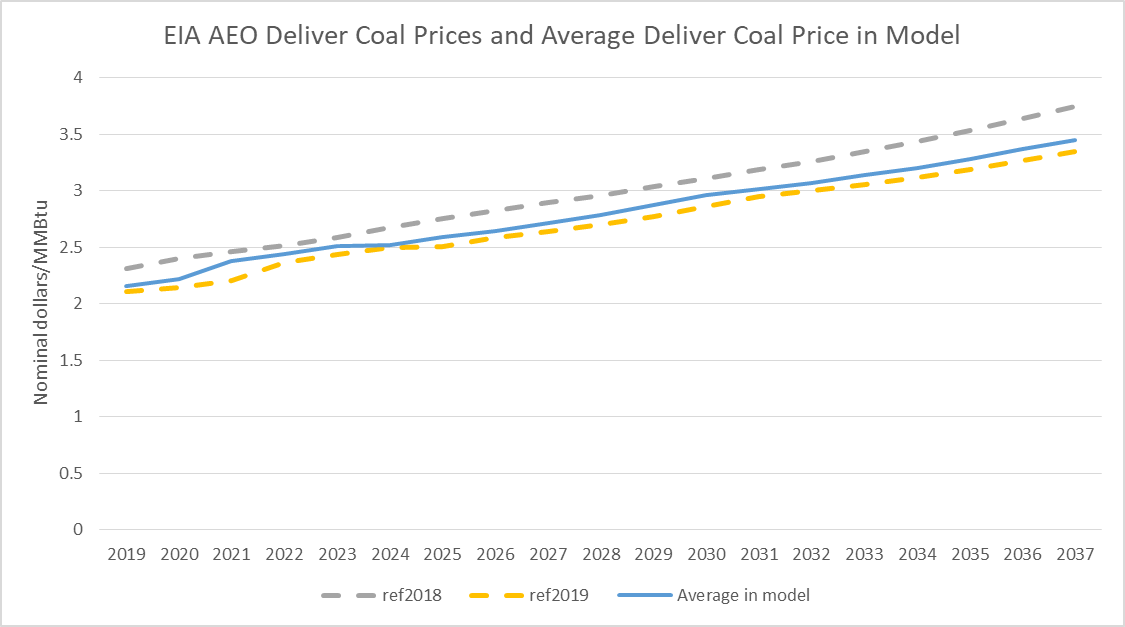 EIA AEO Deliver Coal Prices and Average Deliver Coal Price in Model
Nominal dollars/MMBtu
4
3.5
3
2.5
2
1.5
1
0.5
0
2019 2020 2021 2022 2023 2024 2025 2026 2027 2028 2029 2030 2031 2032 2033 2034 2035 2036 2037
ref2018 ref2019 Average in model